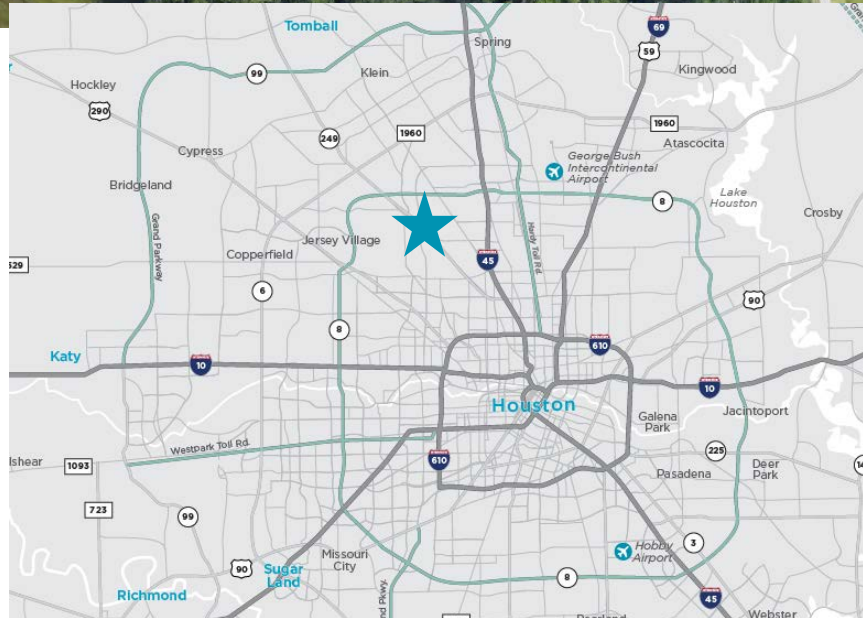 Tomball
69
Spring
59
99
Klein
Kingwood
Hockley
290
249
1960
1960
Atascocita
Cypress
George Bush
Intercontinental
Airport
Bridgeland
Lake
Houston
8
Crosby
Grand Parkway
Jersey Village
Hardy Toll Rd.
Copperfield
45
529
6
90
8
610
Katy
10
10
Houston
Galena
Park
Jacintoport
Westpark Toll Rd.
225
1093
610
Pasadena
Deer
Park
723
99
Missouri
City
Hobby
Airport
3
90
Sugar
Land
8
Richmond
45
Webster